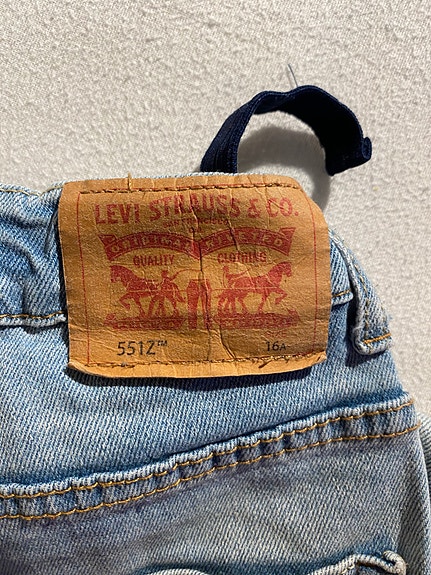 LEVI STRAUSS & CO.
ORIGINAL RIVETED
QUALITY CLOTHING
551Z™ 16A